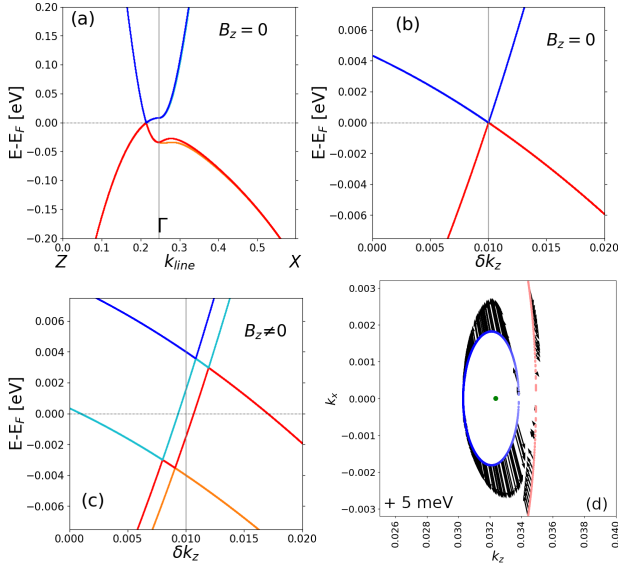 (a)
B_z = 0
E-E_F [eV]
0.20
0.15
0.10
0.05
0.00
−0.05
−0.10
−0.15
−0.20
Γ
0.0 0.1 0.2 0.3 0.4 0.5
Z k_line X
(b)
B_z = 0
E-E_F [eV]
0.006
0.004
0.002
0.000
−0.002
−0.004
−0.006
0.000 0.005 0.010 0.015 0.020
δk_z
B_z≠0
E-E_F [eV]
0.006
0.004
0.002
0.000
−0.002
−0.004
−0.006
(c)
0.000 0.005 0.010 0.015 0.020
δk_z
k_x
0.003
0.002
0.001
0.000
−0.001
−0.002
−0.003
+ 5 meV
(d)
0.026 0.028 0.030 0.032 0.034 0.036 0.038 0.040
k_z